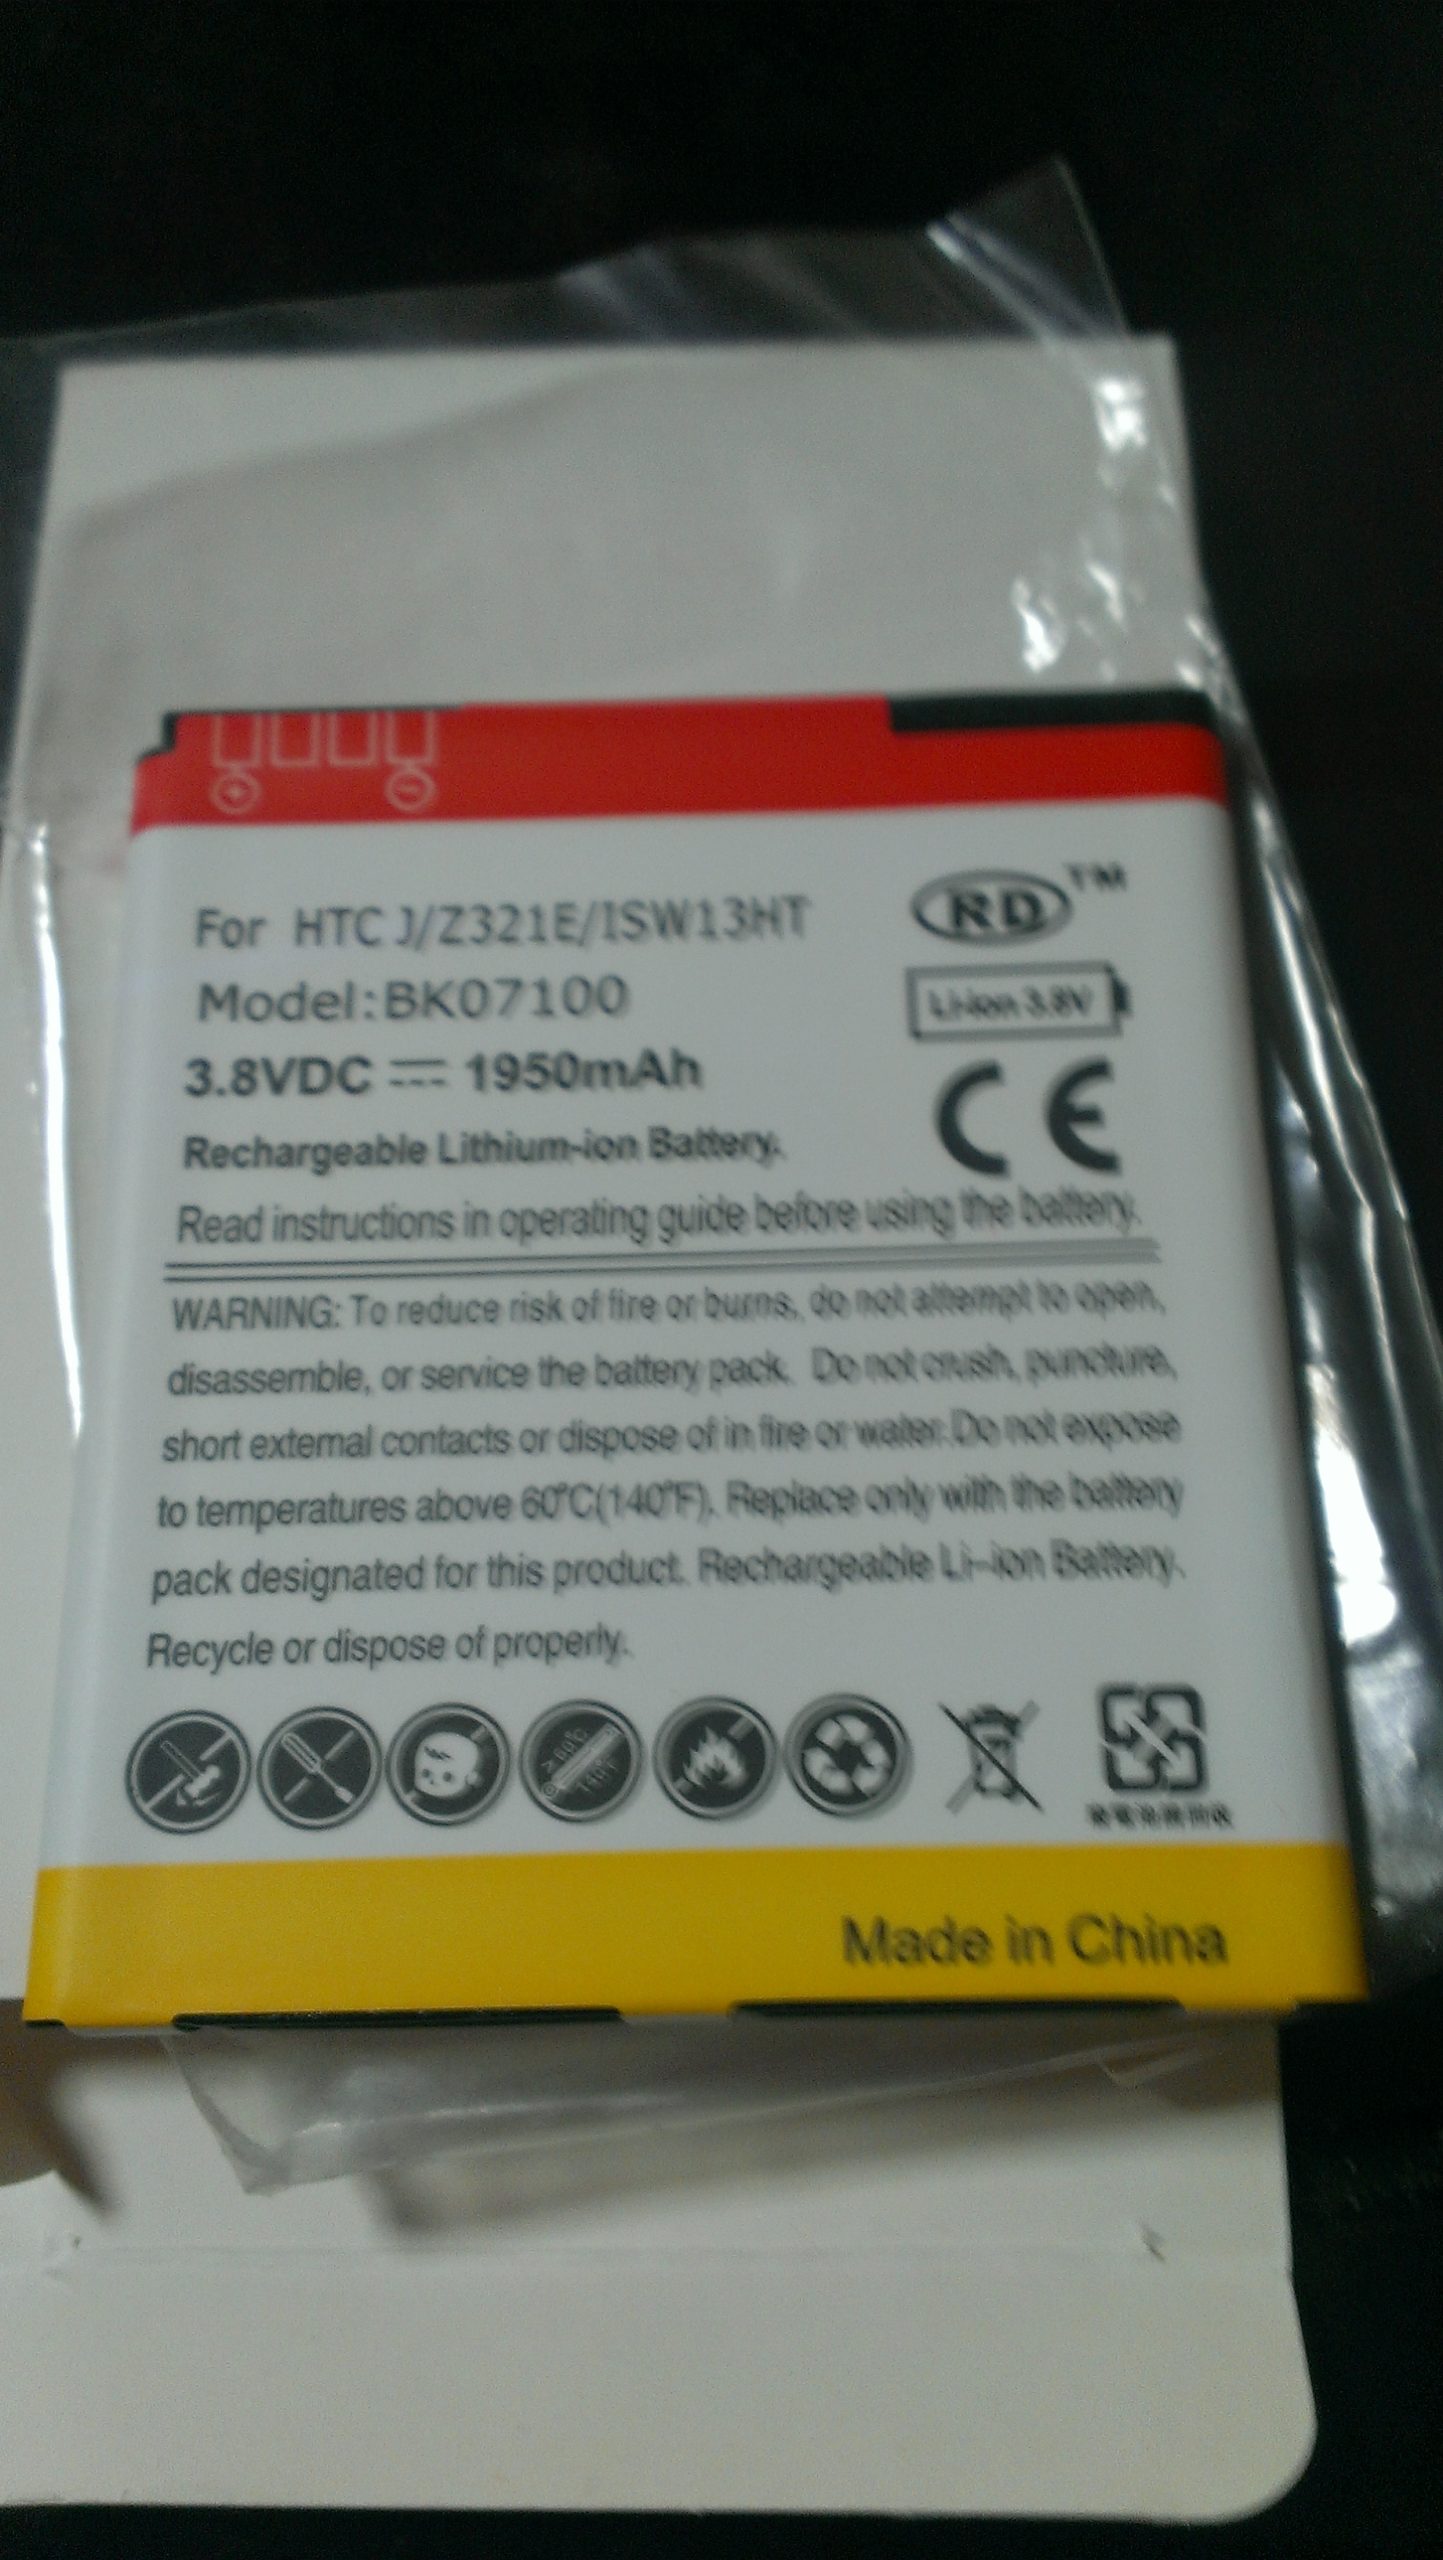 For HTC J/Z321E/ISW13HT
RD™
Model:BK07100
Li-ion 3.8V
3.8VDC 1950mAh
CE
Rechargeable Lithium-ion Battery.
Read instructions in operating guide before using the battery.
WARNING: To reduce risk of fire or burns, do not attempt to open,
disassemble, or service the battery pack. Do not crush, puncture,
short external contacts or dispose of in fire or water.Do not expose
to temperatures above 60°C(140°F). Replace only with the battery
pack designated for this product. Rechargeable Li-ion Battery.
Recycle or dispose of properly.
>60°C
140°F
Made in China